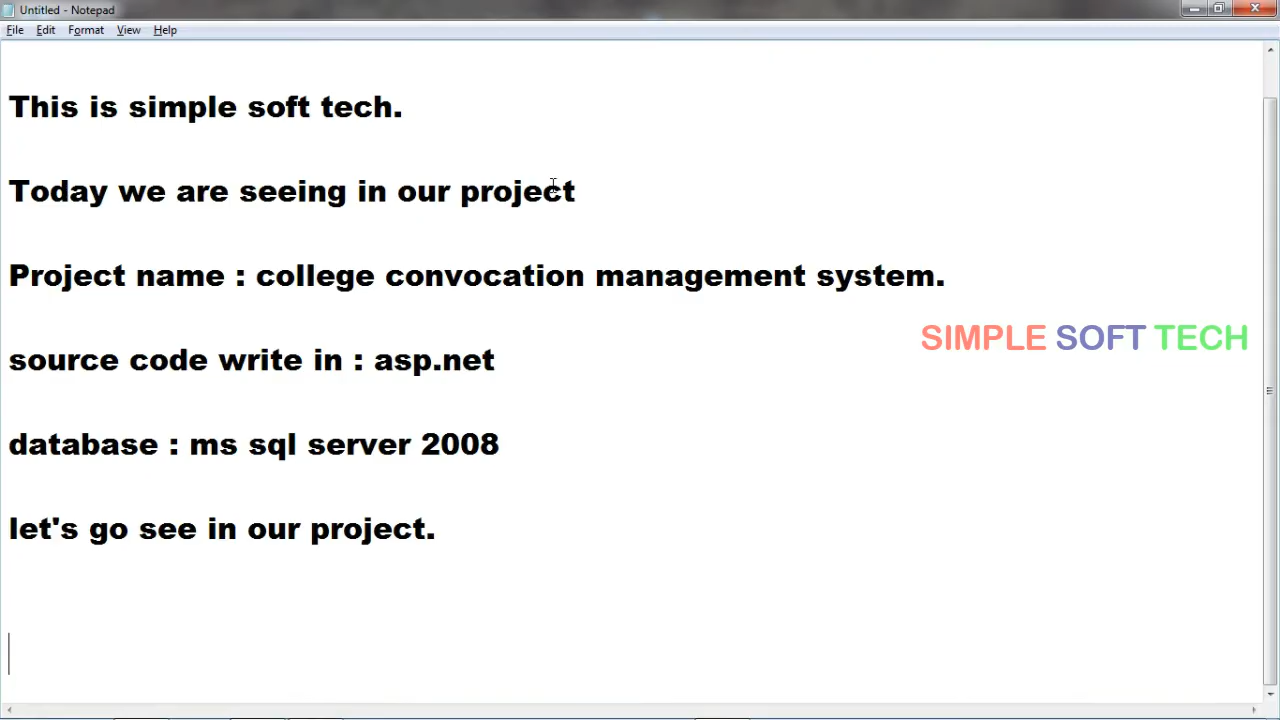 Untitled - Notepad
File Edit Format View Help
This is simple soft tech.
Today we are seeing in our project
Project name : college convocation management system.
SIMPLE SOFT TECH
source code write in : asp.net
database : ms sql server 2008
let's go see in our project.